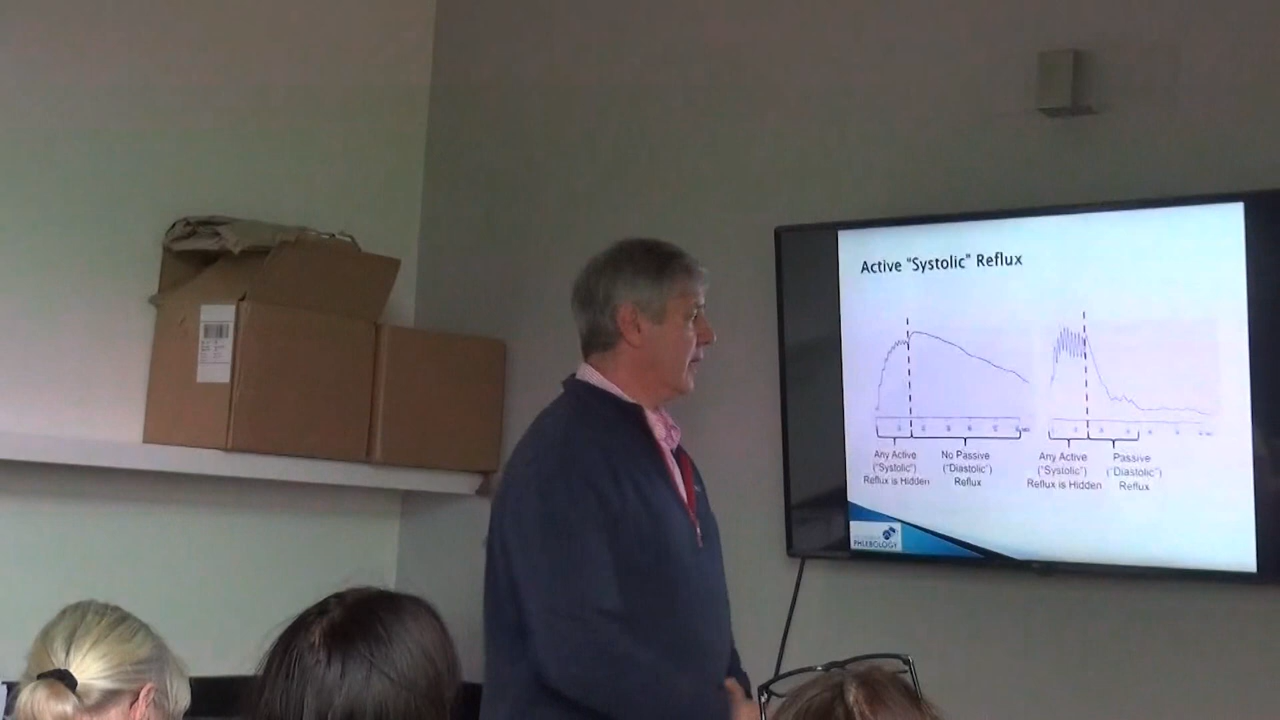 Active "Systolic" Reflux
Any Active
("Systolic")
Reflux is Hidden
No Passive
("Diastolic")
Reflux
Any Active
("Systolic")
Reflux is Hidden
Passive
("Diastolic")
Reflux
PHLEBOLOGY